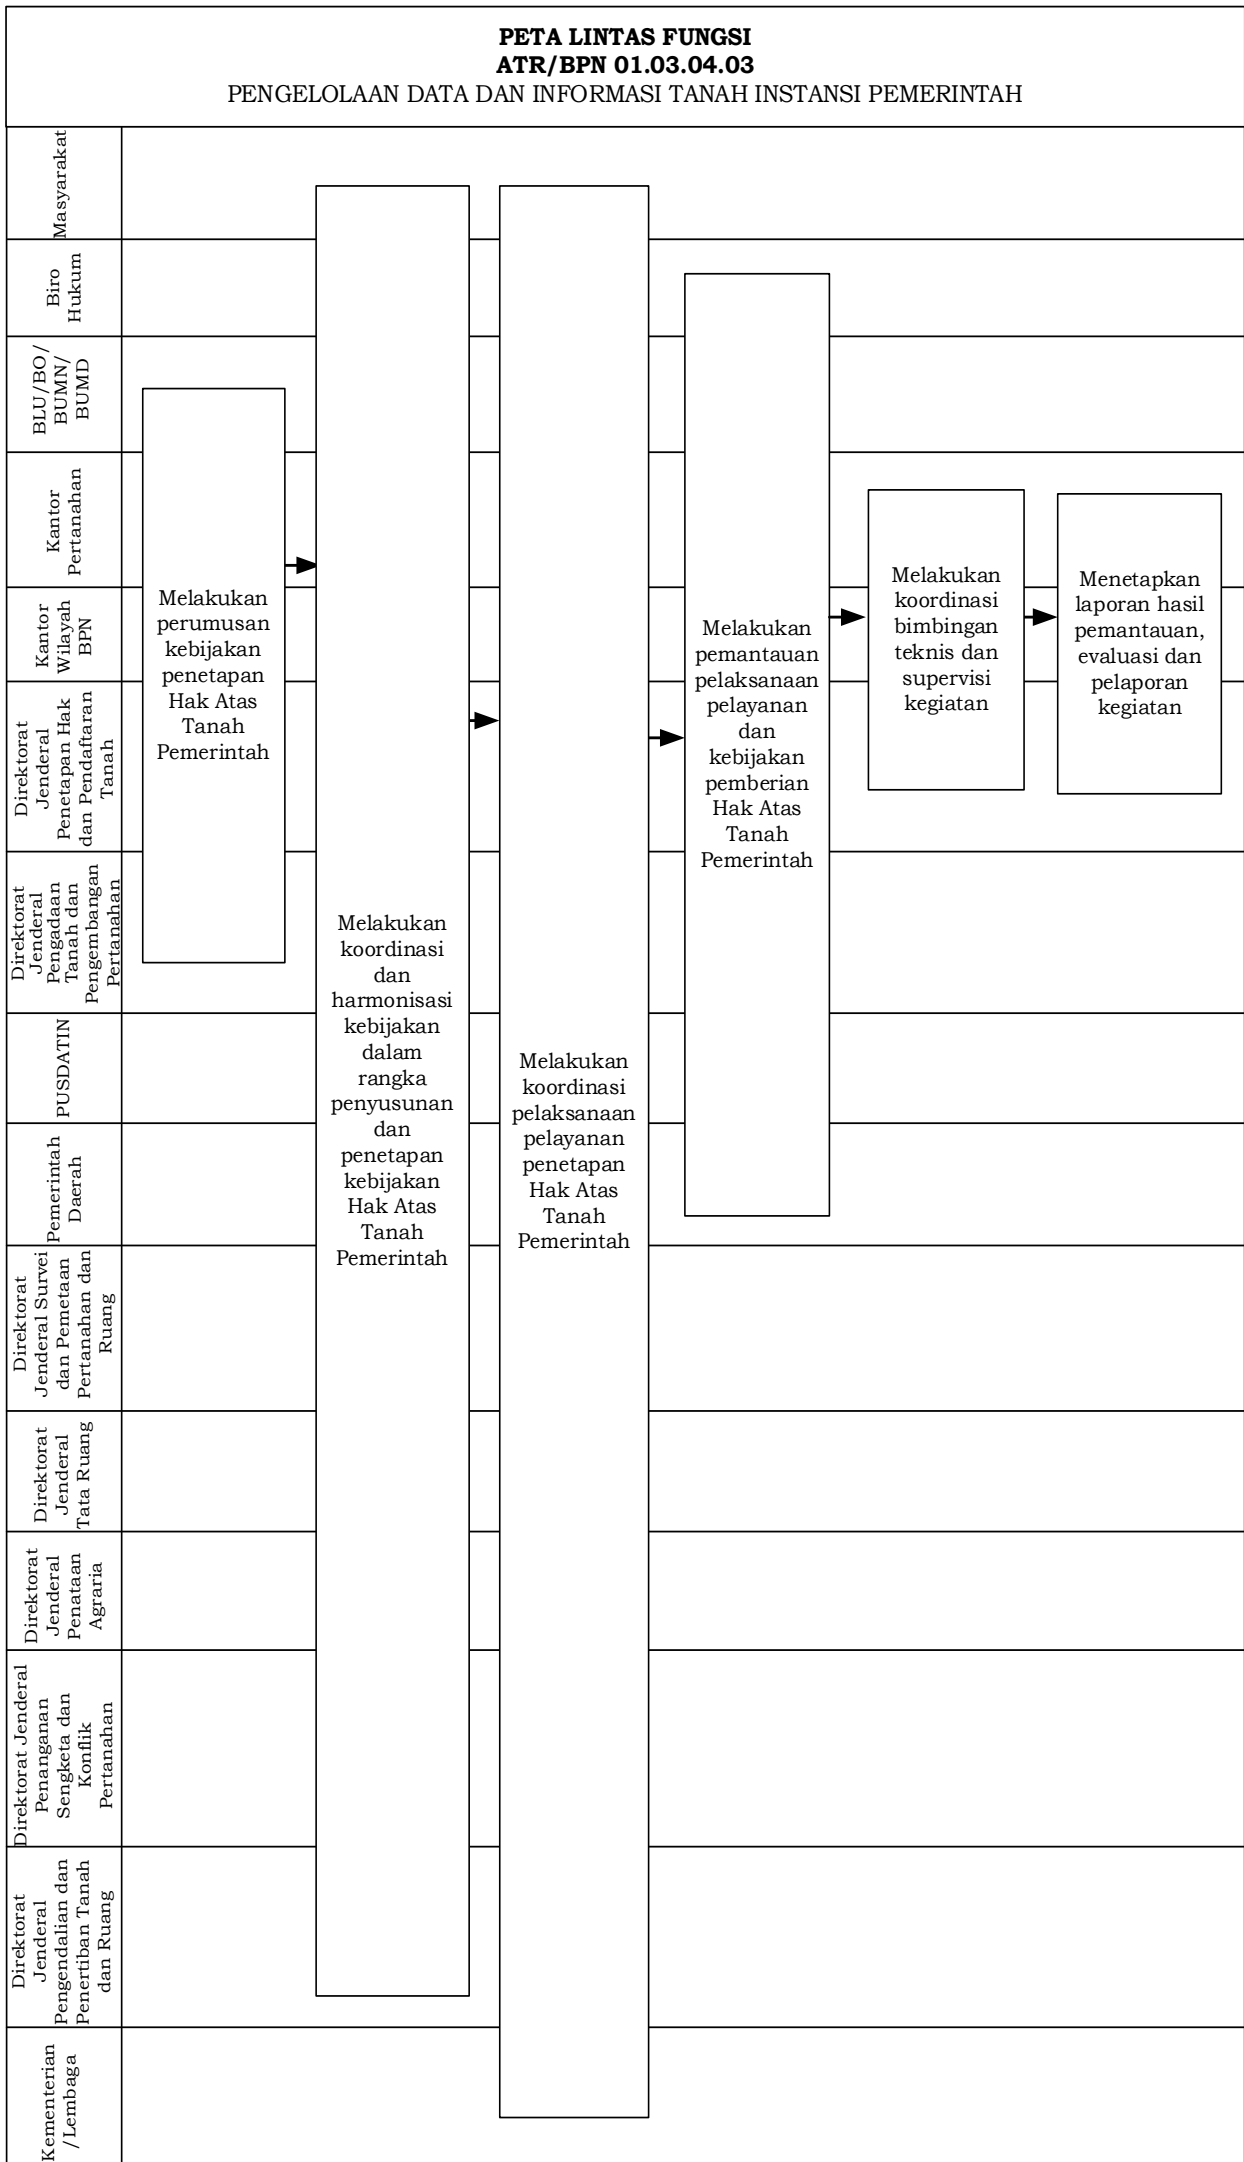 PETA LINTAS FUNGSI
ATR/BPN 01.03.04.03
PENGELOLAAN DATA DAN INFORMASI TANAH INSTANSI PEMERINTAH
Masyarakat
Biro
Hukum
BLU/BO/
BUMN/
BUMD
Kantor
Pertanahan
Kantor
Wilayah
BPN
Direktorat
Jenderal
Penetapan Hak
dan Pendaftaran
Tanah
Direktorat
Jenderal
Pengadaan
Tanah dan
Pengembangan
Pertanahan
PUSDATIN
Pemerintah
Daerah
Direktorat
Jenderal Survei
dan Pemetaan
Pertanahan dan
Ruang
Direktorat
Jenderal
Tata Ruang
Direktorat
Jenderal
Penataan
Agraria
Direktorat Jenderal
Penanganan
Sengketa dan
Konflik
Pertanahan
Direktorat
Jenderal
Pengendalian dan
Penertiban Tanah
dan Ruang
Kementerian
/Lembaga
Melakukan
perumusan
kebijakan
penetapan
Hak Atas
Tanah
Pemerintah
Melakukan
koordinasi
dan
harmonisasi
kebijakan
dalam
rangka
penyusunan
dan
penetapan
kebijakan
Hak Atas
Tanah
Pemerintah
Melakukan
koordinasi
pelaksanaan
pelayanan
penetapan
Hak Atas
Tanah
Pemerintah
Melakukan
pemantauan
pelaksanaan
pelayanan
dan
kebijakan
pemberian
Hak Atas
Tanah
Pemerintah
Melakukan
koordinasi
bimbingan
teknis dan
supervisi
kegiatan
Menetapkan
laporan hasil
pemantauan,
evaluasi dan
pelaporan
kegiatan